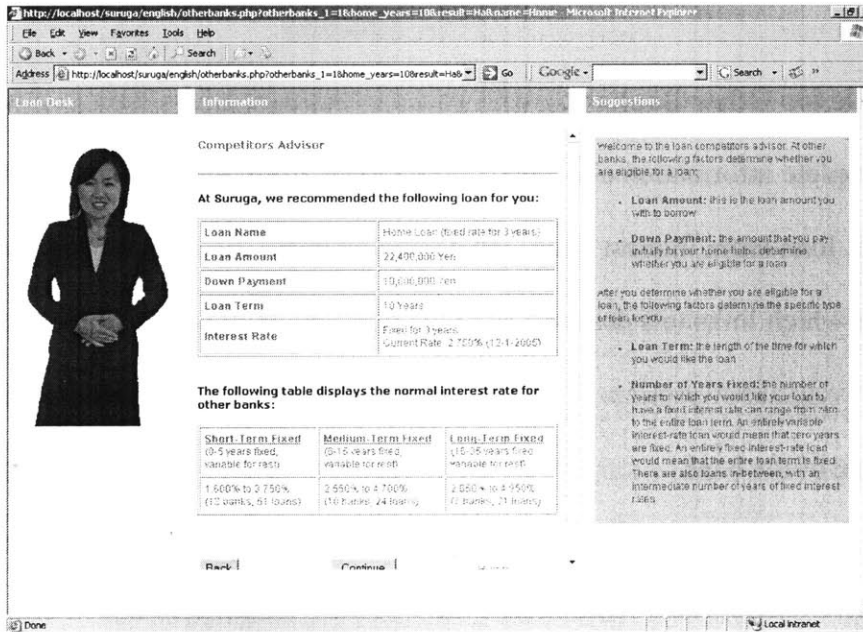 http://localhost/suruga/english/otherbanks.php?otherbanks_1=1&home_years=10&result=Ha&name=Home - Microsoft Internet Explorer
File Edit View Favorites Tools Help
Back Search
Address http://localhost/suruga/english/otherbanks.php?otherbanks_1=1&home_years=10&result=Ha& Go Google Search »
Loan Desk
Information
Suggestions
Competitors Advisor
At Suruga, we recommended the following loan for you:
Loan Name Home Loan (fixed rate for 3 years)
Loan Amount 22,400,000 Yen
Down Payment 10,000,000 Yen
Loan Term 10 Years
Interest Rate Fixed for 3 years
Current Rate: 2.750% (12-1-2005)
The following table displays the normal interest rate for
other banks:
Short-Term Fixed Medium-Term Fixed Long-Term Fixed
(0-5 years fixed, variable for rest)
years fixed, variable for rest)
years fixed variable for rest)
1.600% to 3.750%
2.550% to 4.700%
to 4.950%
(16 banks, 24 loans)
21 loans)
Back Continue
Welcome to the loan competitors advisor. At other
banks, the following factors determine whether you
are eligible for a loan:
Loan Amount: this is the loan amount you
wish to borrow
Down Payment: the amount that you pay
initially for your home helps determine
whether you are eligible for a loan
After you determine whether you are eligible for a
loan, the following factors determine the specific type
of loan for you
Loan Term: the length of the time for which
you would like the loan
Number of Years Fixed: the number of
years for which you would like your loan to
have a fixed interest rate can range from zero
to the entire loan term. An entirely variable
interest-rate loan would mean that zero years
are fixed. An entirely fixed interest-rate loan
would mean that the entire loan term is fixed.
There are also loans in-between, with an
intermediate number of years of fixed interest
rates
Done
Local intranet